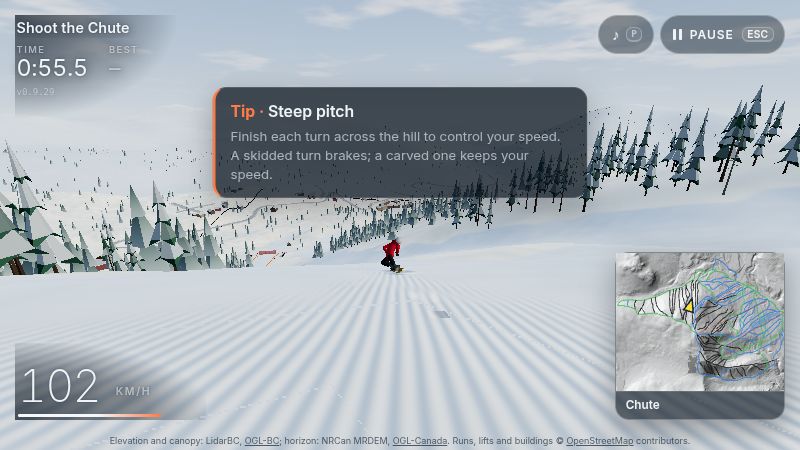 Shoot the Chute
TIME BEST
0:55.5 —
v0.9.29
♪ P
PAUSE ESC
Tip · Steep pitch
Finish each turn across the hill to control your speed.
A skidded turn brakes; a carved one keeps your
speed.
Chute
102 KM/H
Elevation and canopy: LidarBC, OGL-BC; horizon: NRCan MRDEM, OGL-Canada. Runs, lifts and buildings © OpenStreetMap contributors.